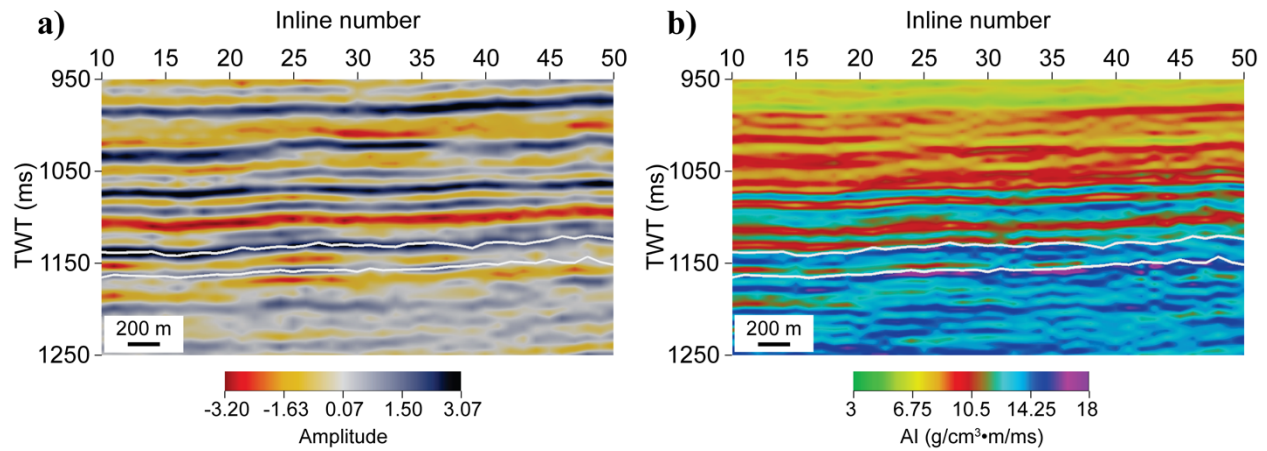 a)
Inline number
10 15 20 25 30 35 40 45 50
TWT (ms)
950
1050
1150
1250
200 m
-3.20 -1.63 0.07 1.50 3.07
Amplitude
b)
Inline number
10 15 20 25 30 35 40 45 50
TWT (ms)
950
1050
1150
1250
200 m
3 6.75 10.5 14.25 18
AI (g/cm³•m/ms)